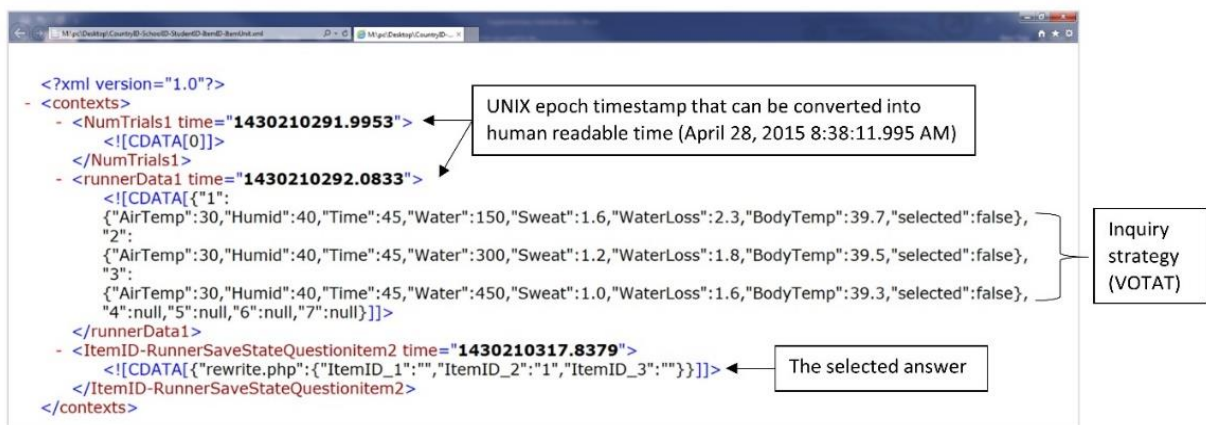 M:\pc\Desktop\CountryID-SchoolID-StudentID-ItemID-ItemUnit.xml
M:\pc\Desktop\CountryID-...
<?xml version="1.0"?>
- <contexts>
- <NumTrials1 time="1430210291.9953">
<![CDATA[0]]>
</NumTrials1>
- <runnerData1 time="1430210292.0833">
<![CDATA[{"1":
{"AirTemp":30,"Humid":40,"Time":45,"Water":150,"Sweat":1.6,"WaterLoss":2.3,"BodyTemp":39.7,"selected":false},
"2":
{"AirTemp":30,"Humid":40,"Time":45,"Water":300,"Sweat":1.2,"WaterLoss":1.8,"BodyTemp":39.5,"selected":false},
"3":
{"AirTemp":30,"Humid":40,"Time":45,"Water":450,"Sweat":1.0,"WaterLoss":1.6,"BodyTemp":39.3,"selected":false},
"4":null,"5":null,"6":null,"7":null}]]>
</runnerData1>
- <ItemID-RunnerSaveStateQuestionitem2 time="1430210317.8379">
<![CDATA[{"rewrite.php":{"ItemID_1":"","ItemID_2":"1","ItemID_3":""}}]]>
</ItemID-RunnerSaveStateQuestionitem2>
</contexts>
UNIX epoch timestamp that can be converted into
human readable time (April 28, 2015 8:38:11.995 AM)
Inquiry
strategy
(VOTAT)
The selected answer